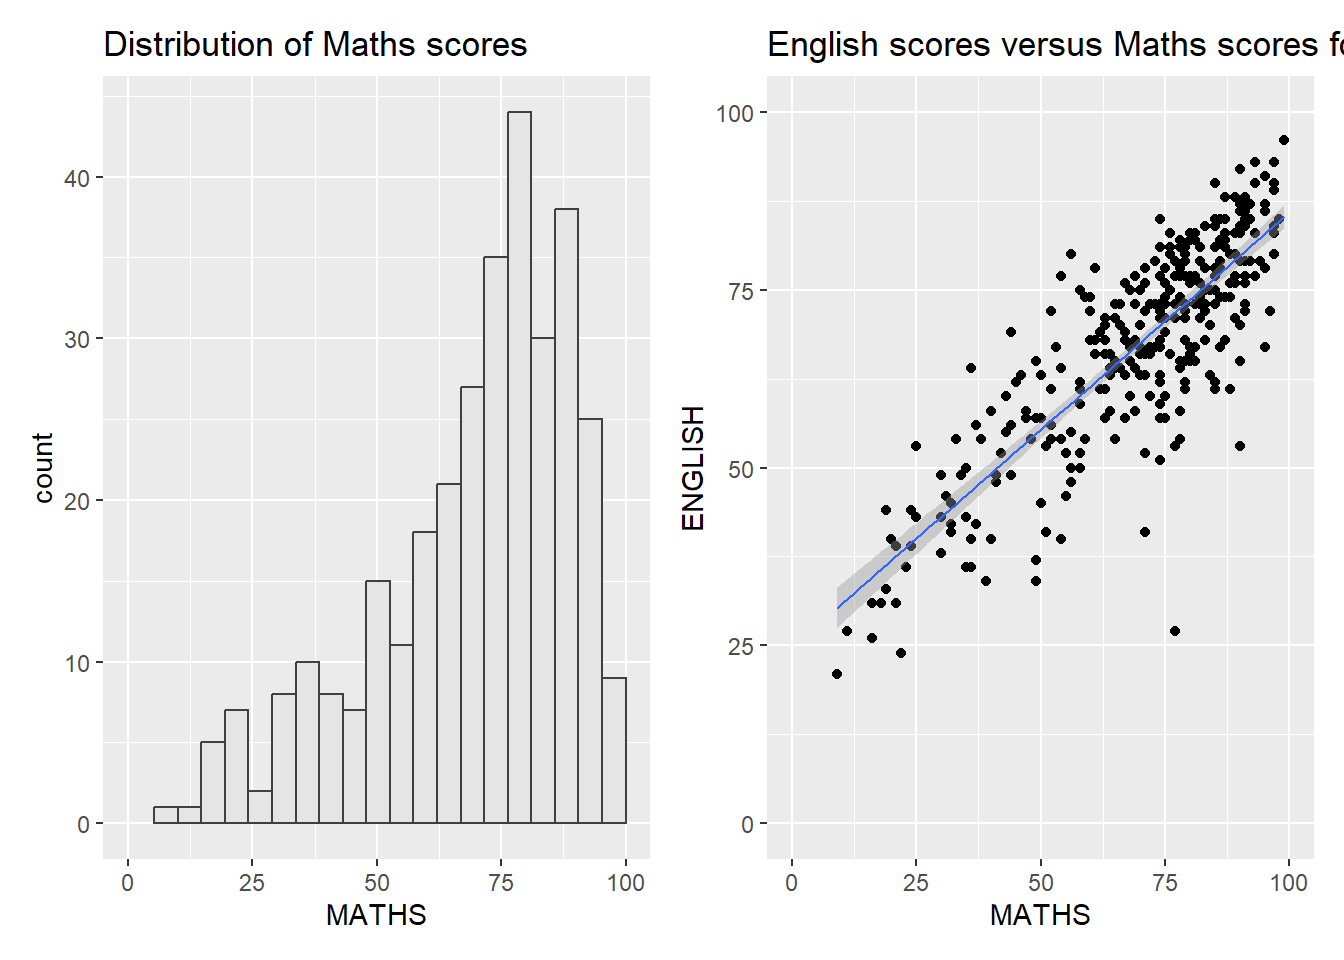 Distribution of Maths scores
40
30
20
10
0
count
0 25 50 75 100
MATHS
English scores versus Maths scores
100
75
50
25
0
ENGLISH
0 25 50 75 100
MATHS